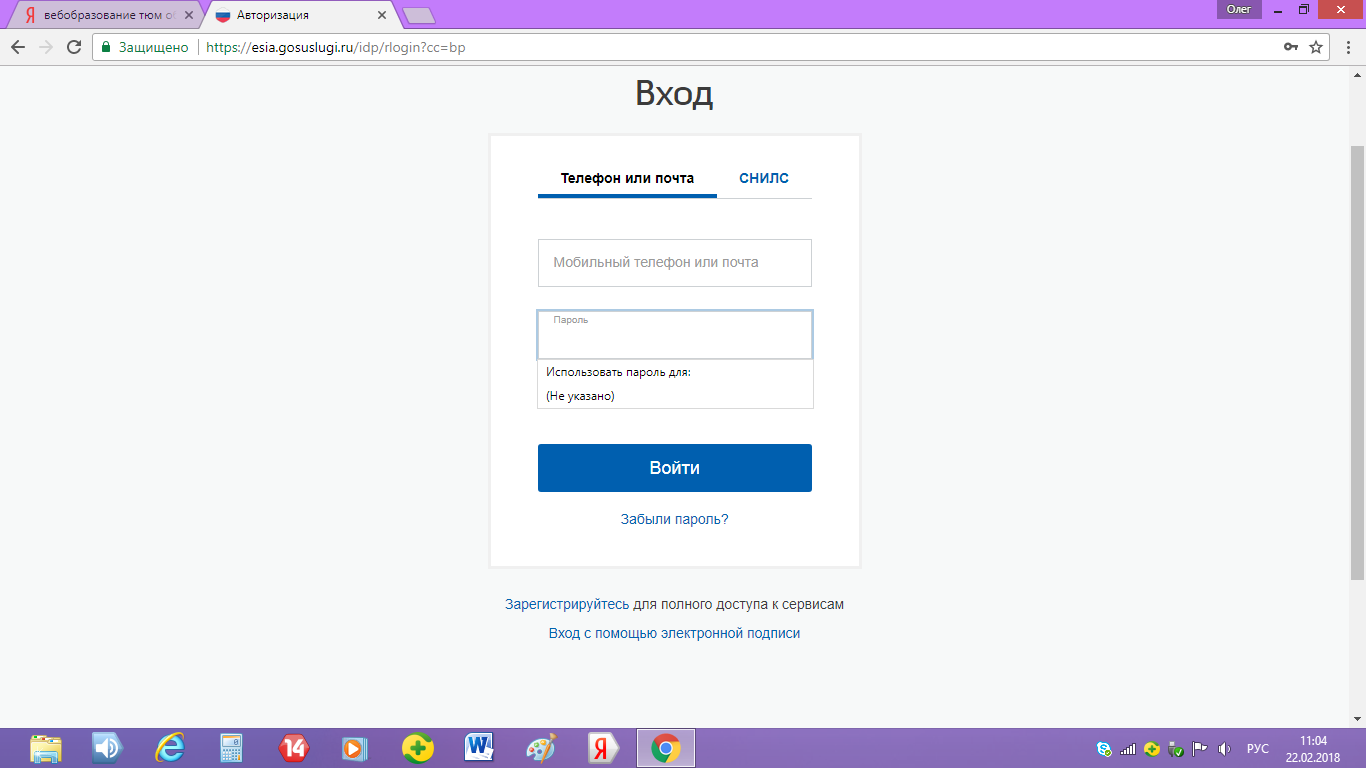 вебобразование тюм об
Авторизация
Олег
Защищено
https://esia.gosuslugi.ru/idp/rlogin?cc=bp
Вход
Телефон или почта
СНИЛС
Мобильный телефон или почта
Пароль
Использовать пароль для:
(Не указано)
Войти
Забыли пароль?
Зарегистрируйтесь для полного доступа к сервисам
Вход с помощью электронной подписи
14
W
Я
РУС
11:04
22.02.2018